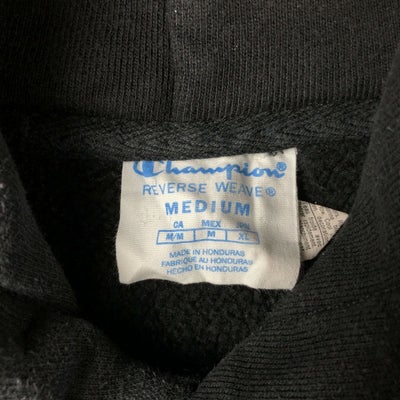 Champion®
REVERSE WEAVE®
MEDIUM
CA MEX JPN
M/M M XL
MADE IN HONDURAS
FABRIQUE AU HONDURAS
HECHO EN HONDURAS